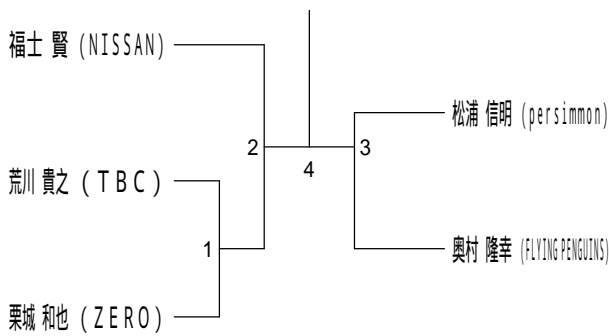 福士 賢 (NISSAN)
松浦 信明 (persimmon)
2
3
4
荒川 貴之 (TBC)
1
奥村 隆幸 (FLYING PENGUINS)
栗城 和也 (ZERO)